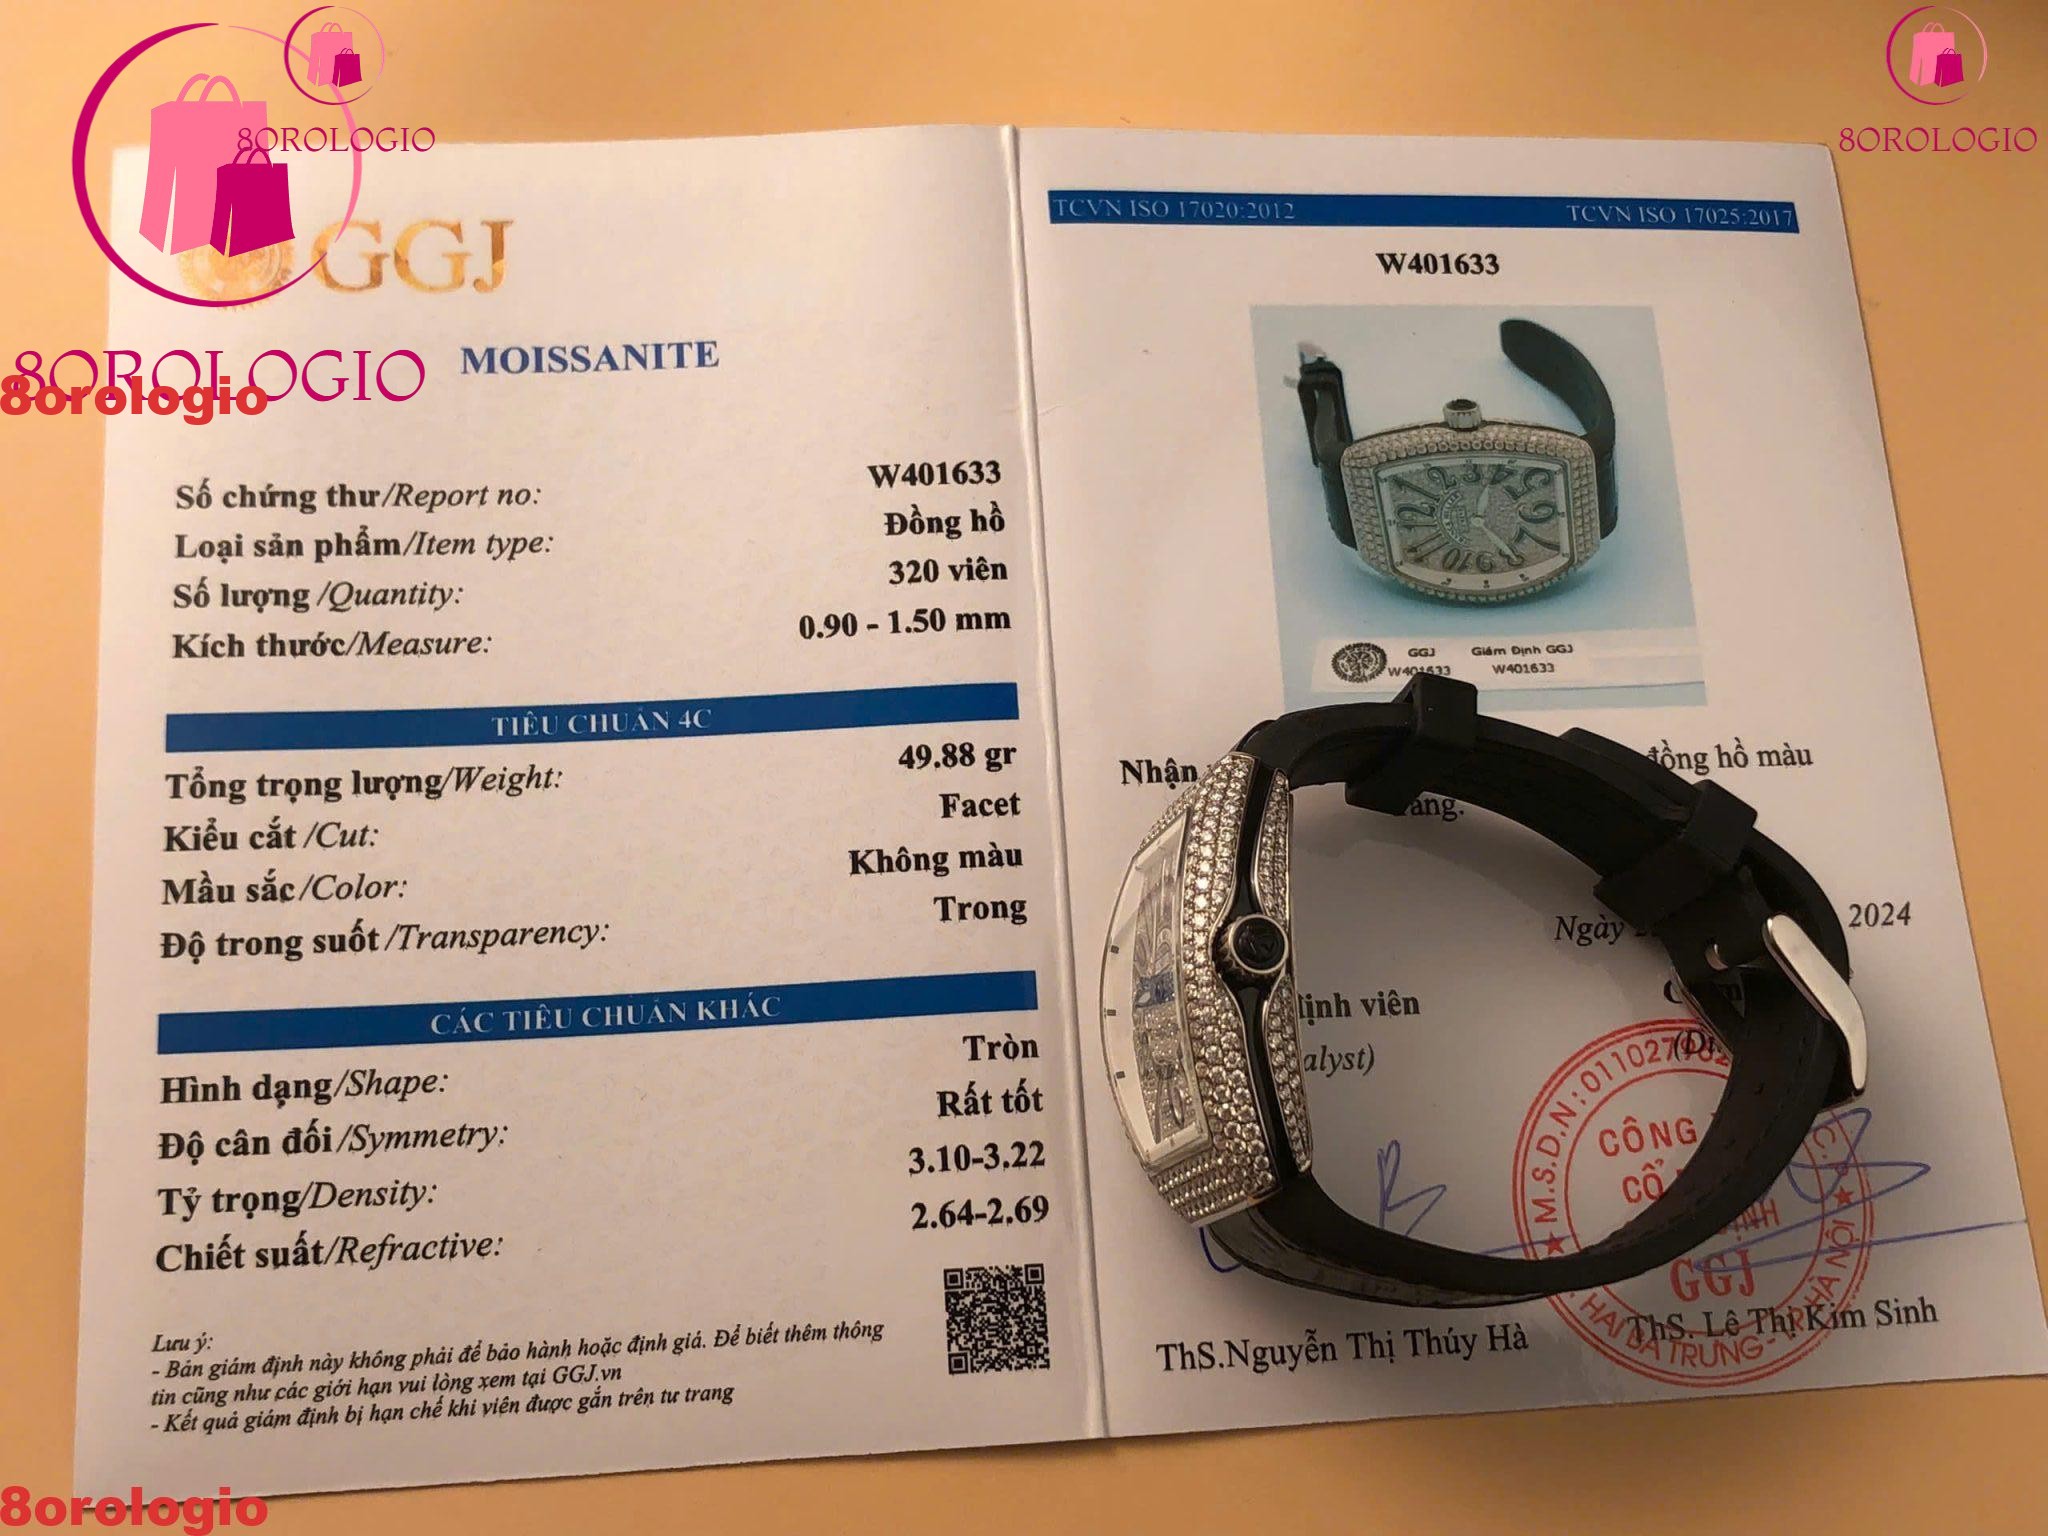 8OROLOGIO
8OROLOGIO
GGJ
8OROLOGIO
8orologio
MOISSANITE
Số chứng thư/Report no: W401633
Loại sản phẩm/Item type: Đồng hồ
Số lượng /Quantity: 320 viên
Kích thước/Measure: 0.90 - 1.50 mm
TIÊU CHUẨN 4C
Tổng trọng lượng/Weight: 49.88 gr
Kiểu cắt /Cut: Facet
Mầu sắc/Color: Không màu
Độ trong suốt /Transparency: Trong
CÁC TIÊU CHUẨN KHÁC
Hình dạng/Shape: Tròn
Độ cân đối /Symmetry: Rất tốt
Tỷ trọng/Density: 3.10-3.22
Chiết suất/Refractive: 2.64-2.69
Lưu ý:
- Bản giám định này không phải để bảo hành hoặc định giá. Để biết thêm thông
tin cũng như các giới hạn vui lòng xem tại GGJ.vn
- Kết quả giám định bị hạn chế khi viên được gắn trên tư trang
8orologio
TCVN ISO 17020:2012 TCVN ISO 17025:2017
W401633
GGJ Giám Định GGJ
W401633 W401633
Nhận đồng hồ màu
Ngày 2024
định viên
M.S.D.N:
CÔNG
CỔ
GGJ
HAI BÀ TRƯNG - TP HÀ NỘI
ThS.Nguyễn Thị Thúy Hà ThS. Lê Thị Kim Sinh